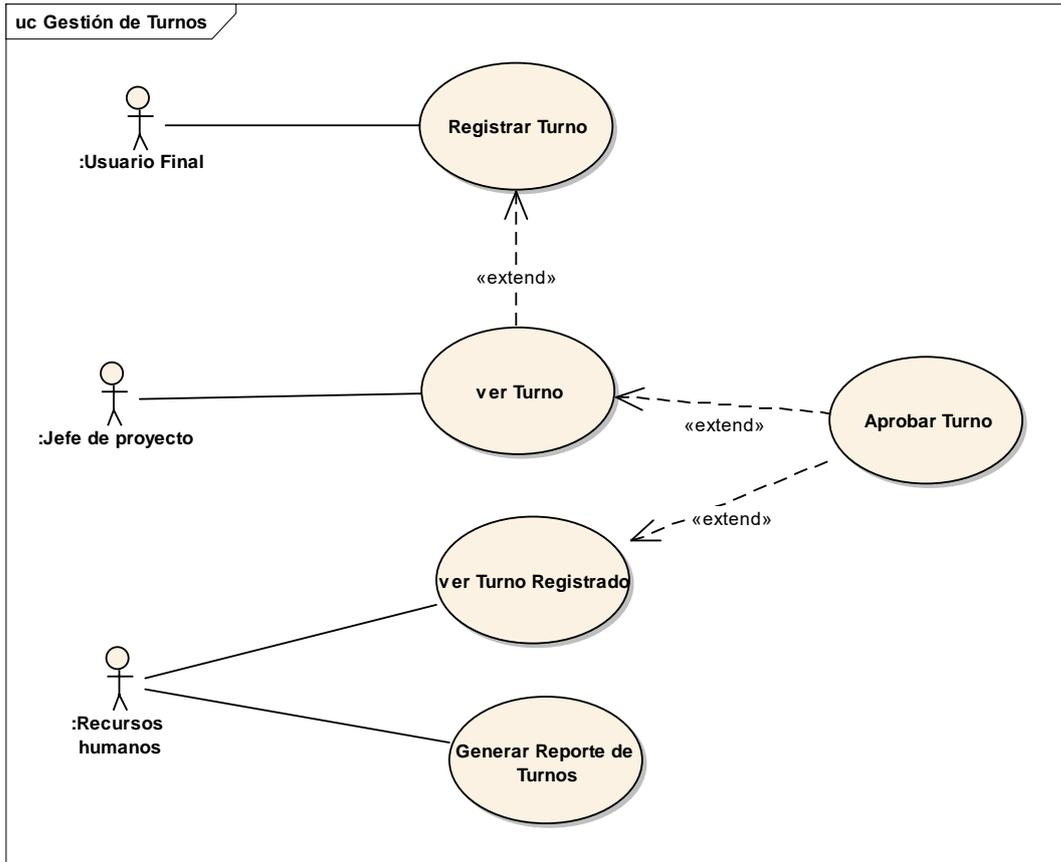 uc Gestión de Turnos
Registrar Turno
:Usuario Final
«extend»
ver Turno
:Jefe de proyecto
«extend»
Aprobar Turno
«extend»
ver Turno Registrado
:Recursos
humanos
Generar Reporte de
Turnos